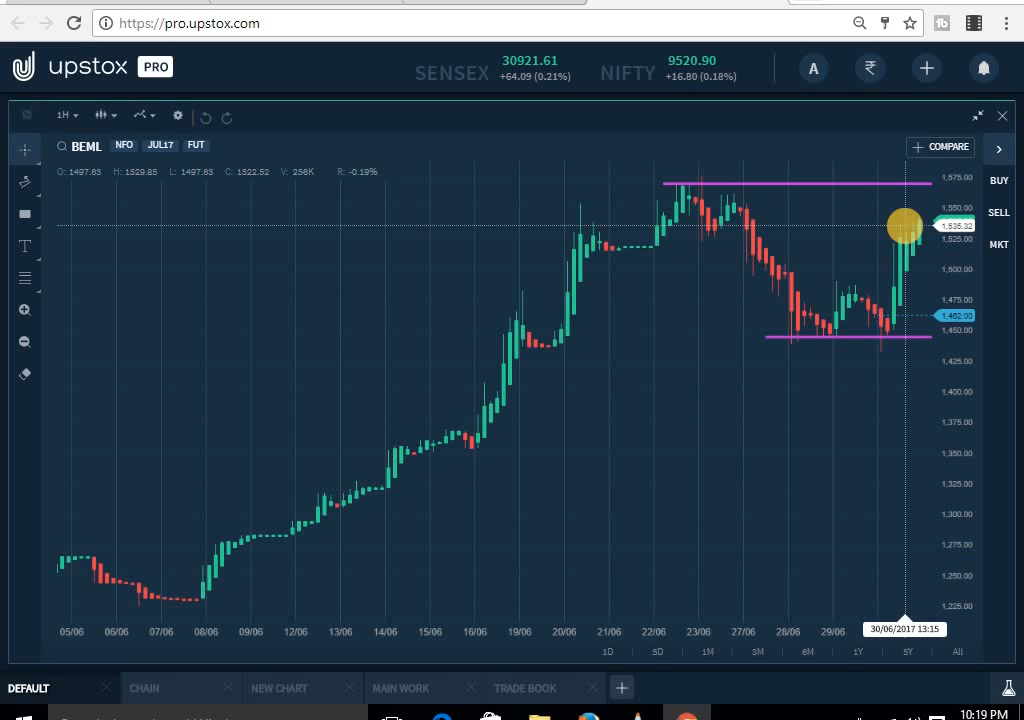 https://pro.upstox.com
upstox PRO
SENSEX 30921.61 +64.09 (0.21%)
NIFTY 9520.90 +16.80 (0.18%)
A ₹
1H
BEML NFO JUL17 FUT
COMPARE
O: 1497.63 H: 1529.85 L: 1497.63 C: 1522.52 V: 256K R: -0.19%
BUY
SELL
MKT
T
1,575.00
1,550.00
1,535.32
1,525.00
1,500.00
1,475.00
1,462.00
1,450.00
1,425.00
1,400.00
1,375.00
1,350.00
1,325.00
1,300.00
1,275.00
1,250.00
1,225.00
05/06 06/06 07/06 08/06 09/06 12/06 13/06 14/06 15/06 16/06 19/06 20/06 21/06 22/06 23/06 27/06 28/06 29/06 30/06/2017 13:15
1D 5D 1M 3M 6M 1Y 5Y All
DEFAULT CHAIN NEW CHART MAIN WORK TRADE BOOK
10:19 PM